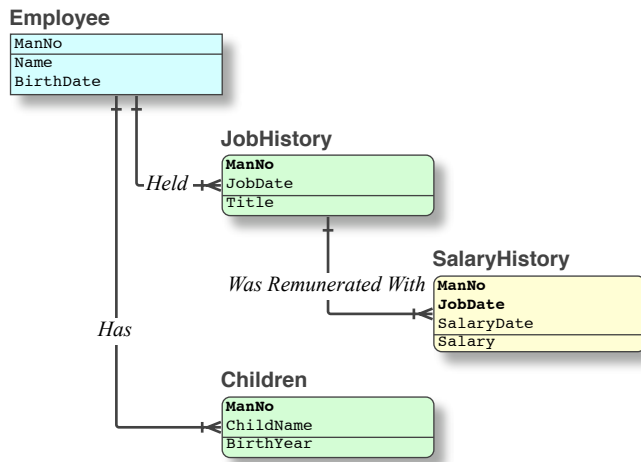 Employee
ManNo
Name
BirthDate
JobHistory
ManNo
JobDate
Title
Held
SalaryHistory
ManNo
JobDate
SalaryDate
Salary
Was Remunerated With
Has
Children
ManNo
ChildName
BirthYear